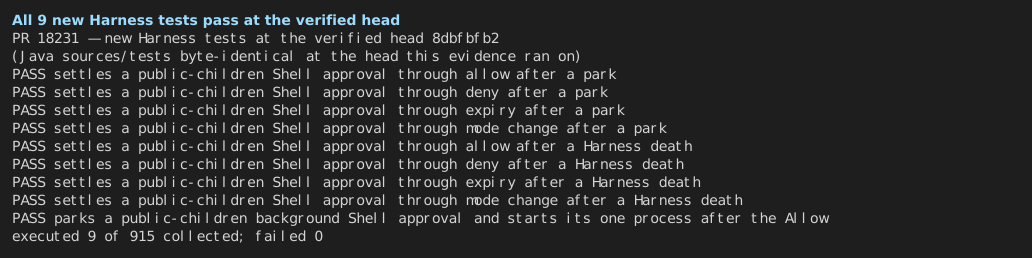 All 9 new Harness tests pass at the verified head
PR 18231 — new Harness tests at the verified head 8dbfbfb2
(Java sources/tests byte-identical at the head this evidence ran on)
PASS settles a public-children Shell approval through allow after a park
PASS settles a public-children Shell approval through deny after a park
PASS settles a public-children Shell approval through expiry after a park
PASS settles a public-children Shell approval through mode change after a park
PASS settles a public-children Shell approval through allow after a Harness death
PASS settles a public-children Shell approval through deny after a Harness death
PASS settles a public-children Shell approval through expiry after a Harness death
PASS settles a public-children Shell approval through mode change after a Harness death
PASS parks a public-children background Shell approval and starts its one process after the Allow
executed 9 of 915 collected; failed 0